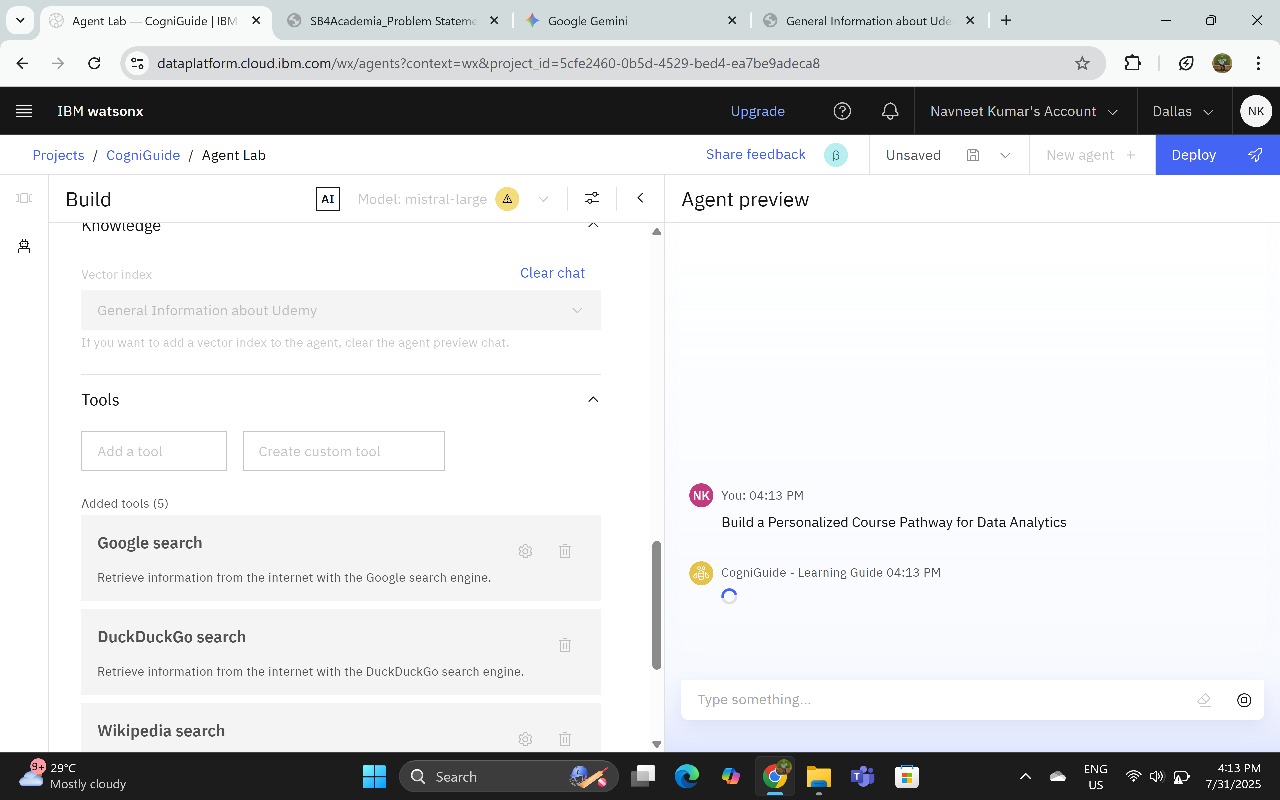 Agent Lab — CogniGuide | IBM
SB4Academia_Problem Stateme
Google Gemini
General Information about Ude
dataplatform.cloud.ibm.com/wx/agents?context=wx&project_id=5cfe2460-0b5d-4529-bed4-ea7be9adeca8
IBM watsonx
Upgrade
Navneet Kumar's Account
Dallas
NK
Projects / CogniGuide / Agent Lab
Share feedback
β
Unsaved
New agent +
Deploy
Build
AI
Model: mistral-large
Agent preview
Knowledge
Vector index
Clear chat
General Information about Udemy
If you want to add a vector index to the agent, clear the agent preview chat.
Tools
Add a tool
Create custom tool
Added tools (5)
Google search
Retrieve information from the internet with the Google search engine.
DuckDuckGo search
Retrieve information from the internet with the DuckDuckGo search engine.
Wikipedia search
NK
You: 04:13 PM
Build a Personalized Course Pathway for Data Analytics
CogniGuide - Learning Guide 04:13 PM
Type something...
9+
29°C
Mostly cloudy
Search
ENG
US
4:13 PM
7/31/2025